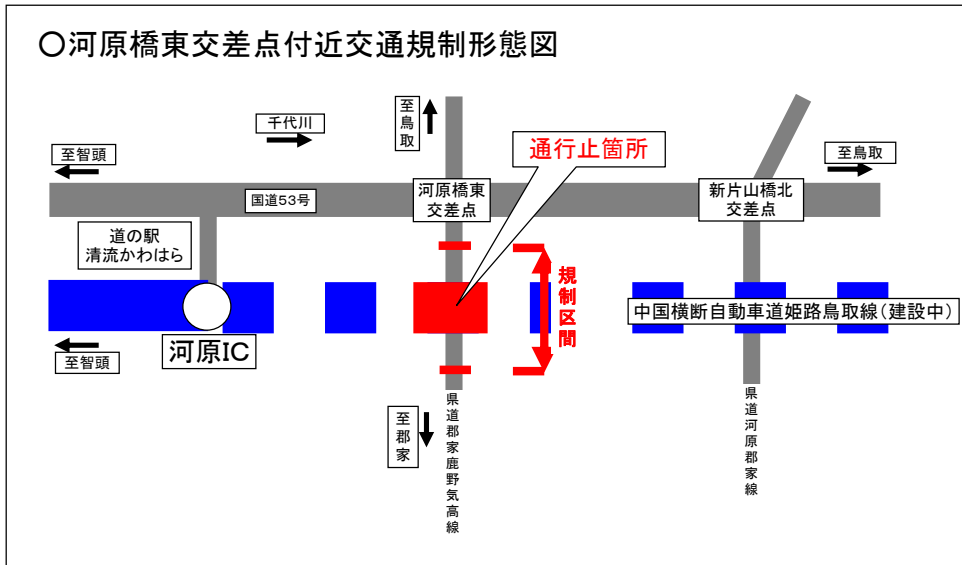 ○河原橋東交差点付近交通規制形態図
至鳥取
千代川
通行止箇所
至智頭
至鳥取
国道53号
河原橋東
交差点
新片山橋北
交差点
道の駅
清流かわはら
規制区間
中国横断自動車道姫路鳥取線(建設中)
河原IC
至智頭
至郡家
県道郡家鹿野気高線
県道河原郡家線